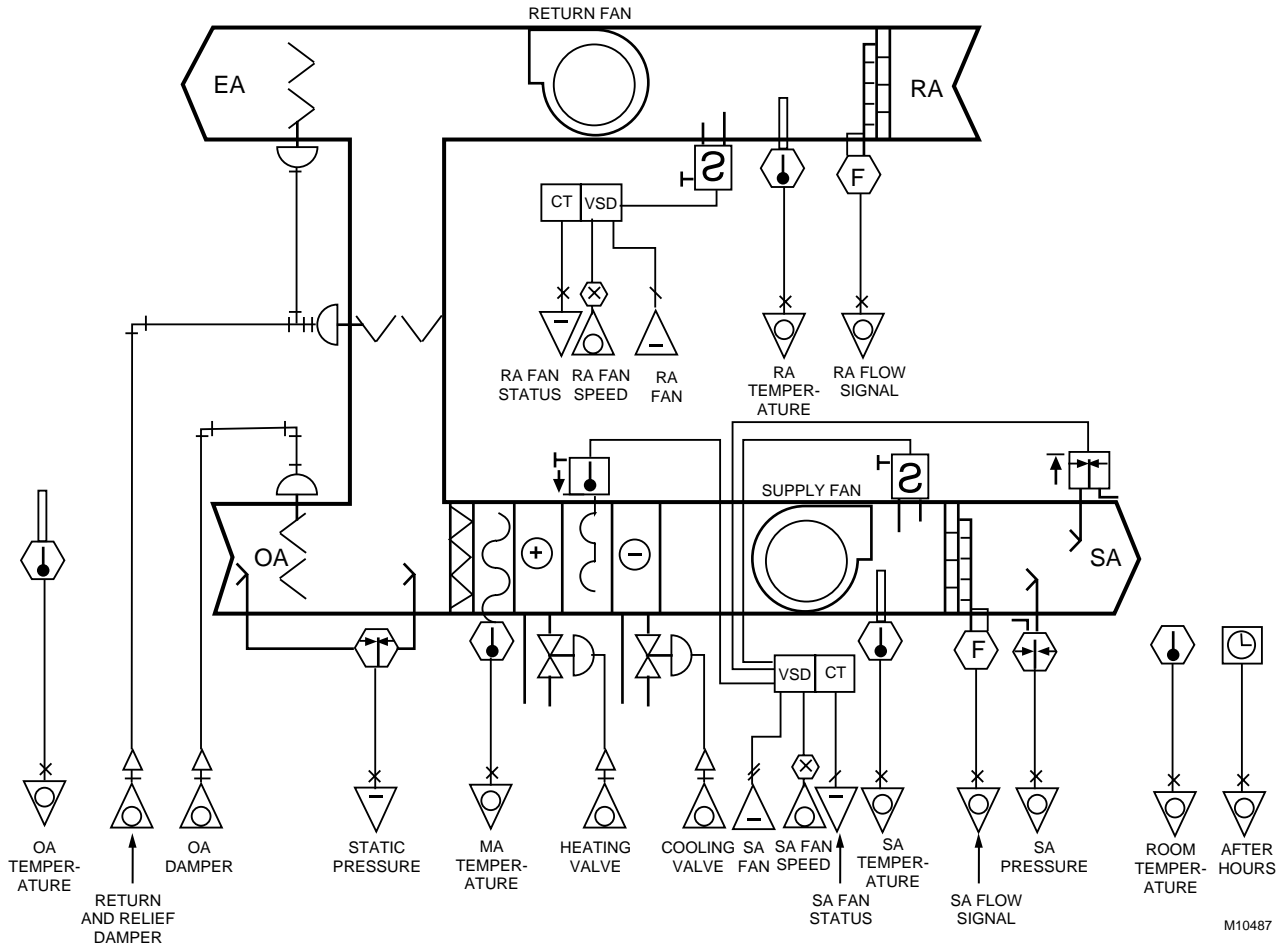 RETURN FAN
EA
RA
S
F
CT
VSD
RA FAN
STATUS
RA FAN
SPEED
RA
FAN
RA
TEMPER-
ATURE
RA FLOW
SIGNAL
SUPPLY FAN
S
OA
SA
F
VSD
CT
OA
TEMPER-
ATURE
RETURN
AND RELIEF
DAMPER
OA
DAMPER
STATIC
PRESSURE
MA
TEMPER-
ATURE
HEATING
VALVE
COOLING
VALVE
SA
FAN
SA FAN
SPEED
SA FAN
STATUS
SA
TEMPER-
ATURE
SA FLOW
SIGNAL
SA
PRESSURE
ROOM
TEMPER-
ATURE
AFTER
HOURS
M10487